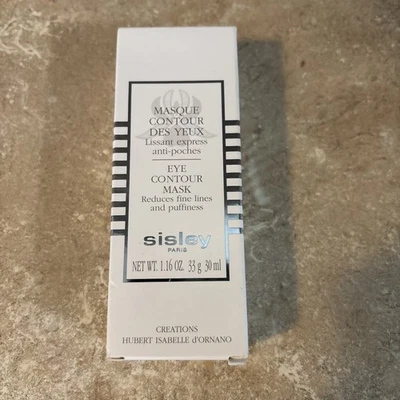 MASQUE
CONTOUR
DES YEUX
Lissant express
anti-poches
EYE
CONTOUR
MASK
Reduces fine lines
and puffiness
sisley
PARIS
NET WT. 1.16 OZ. 33 g 30 ml
CREATIONS
HUBERT ISABELLE d'ORNANO